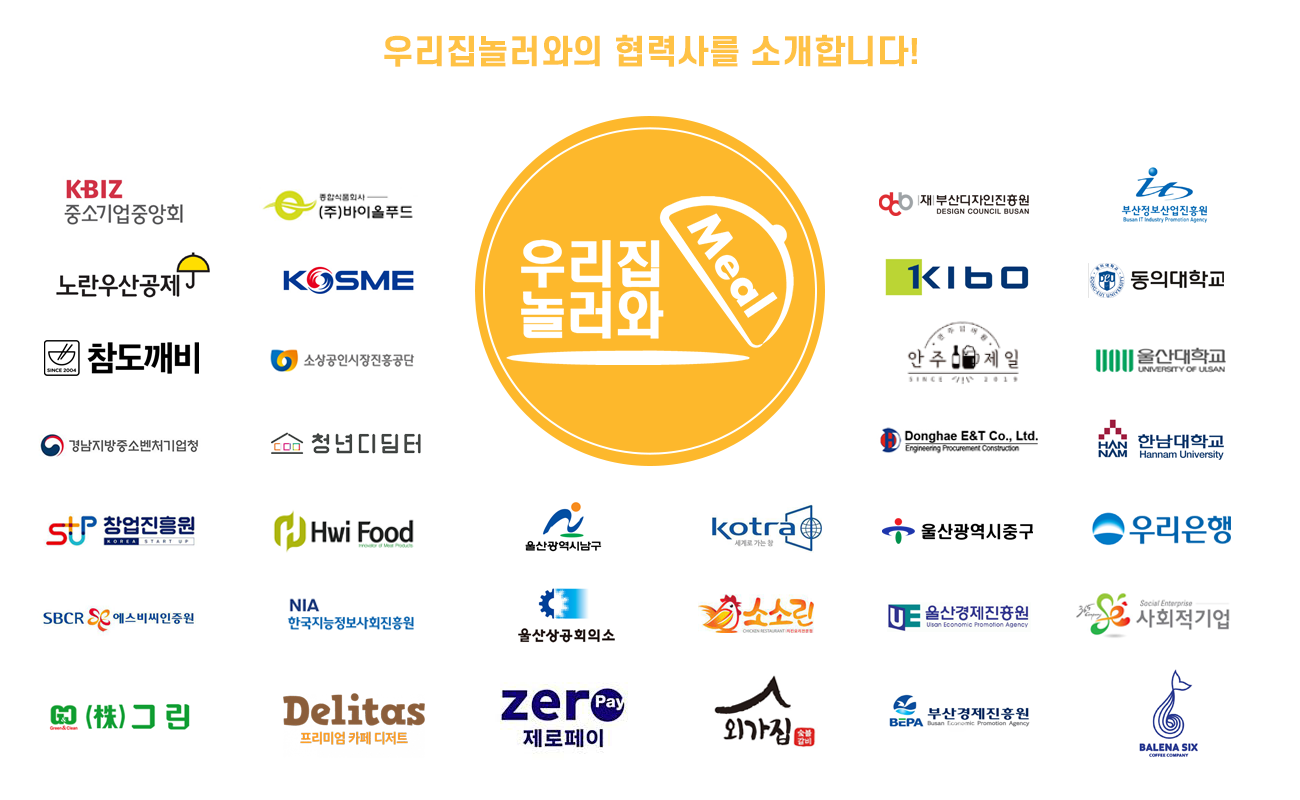 우리집놀러와의 협력사를 소개합니다!
우리집
놀러와
Meal
K-BIZ
중소기업중앙회
종합식품회사
(주)바이올푸드
dcb (재)부산디자인진흥원
DESIGN COUNCIL BUSAN
부산정보산업진흥원
Busan IT Industry Promotion Agency
노란우산공제
KOSME
KIBO
동의대학교
SINCE 2004
참도깨비
소상공인시장진흥공단
안주제일
SINCE 2019
울산대학교
UNIVERSITY OF ULSAN
경남지방중소벤처기업청
청년디딤터
Donghae E&T Co., Ltd.
Engineering Procurement Construction
HAN
NAM
한남대학교
Hannam University
창업진흥원
KOREA START UP
Hwi Food
Innovator of Meal Products
울산광역시남구
kotra
세계로 가는 창
울산광역시중구
우리은행
SBCR 에스비씨인증원
NIA
한국지능정보사회진흥원
울산상공회의소
소소린
CHICKEN RESTAURANT
UE 울산경제진흥원
Ulsan Economic Promotion Agency
Social Enterprise
사회적기업
Green&Clean
(株)그린
Delitas
프리미엄 카페 디저트
zero Pay
제로페이
외가집
숯불
갈비
BEPA 부산경제진흥원
Busan Economic Promotion Agency
BALENA SIX
COFFEE COMPANY